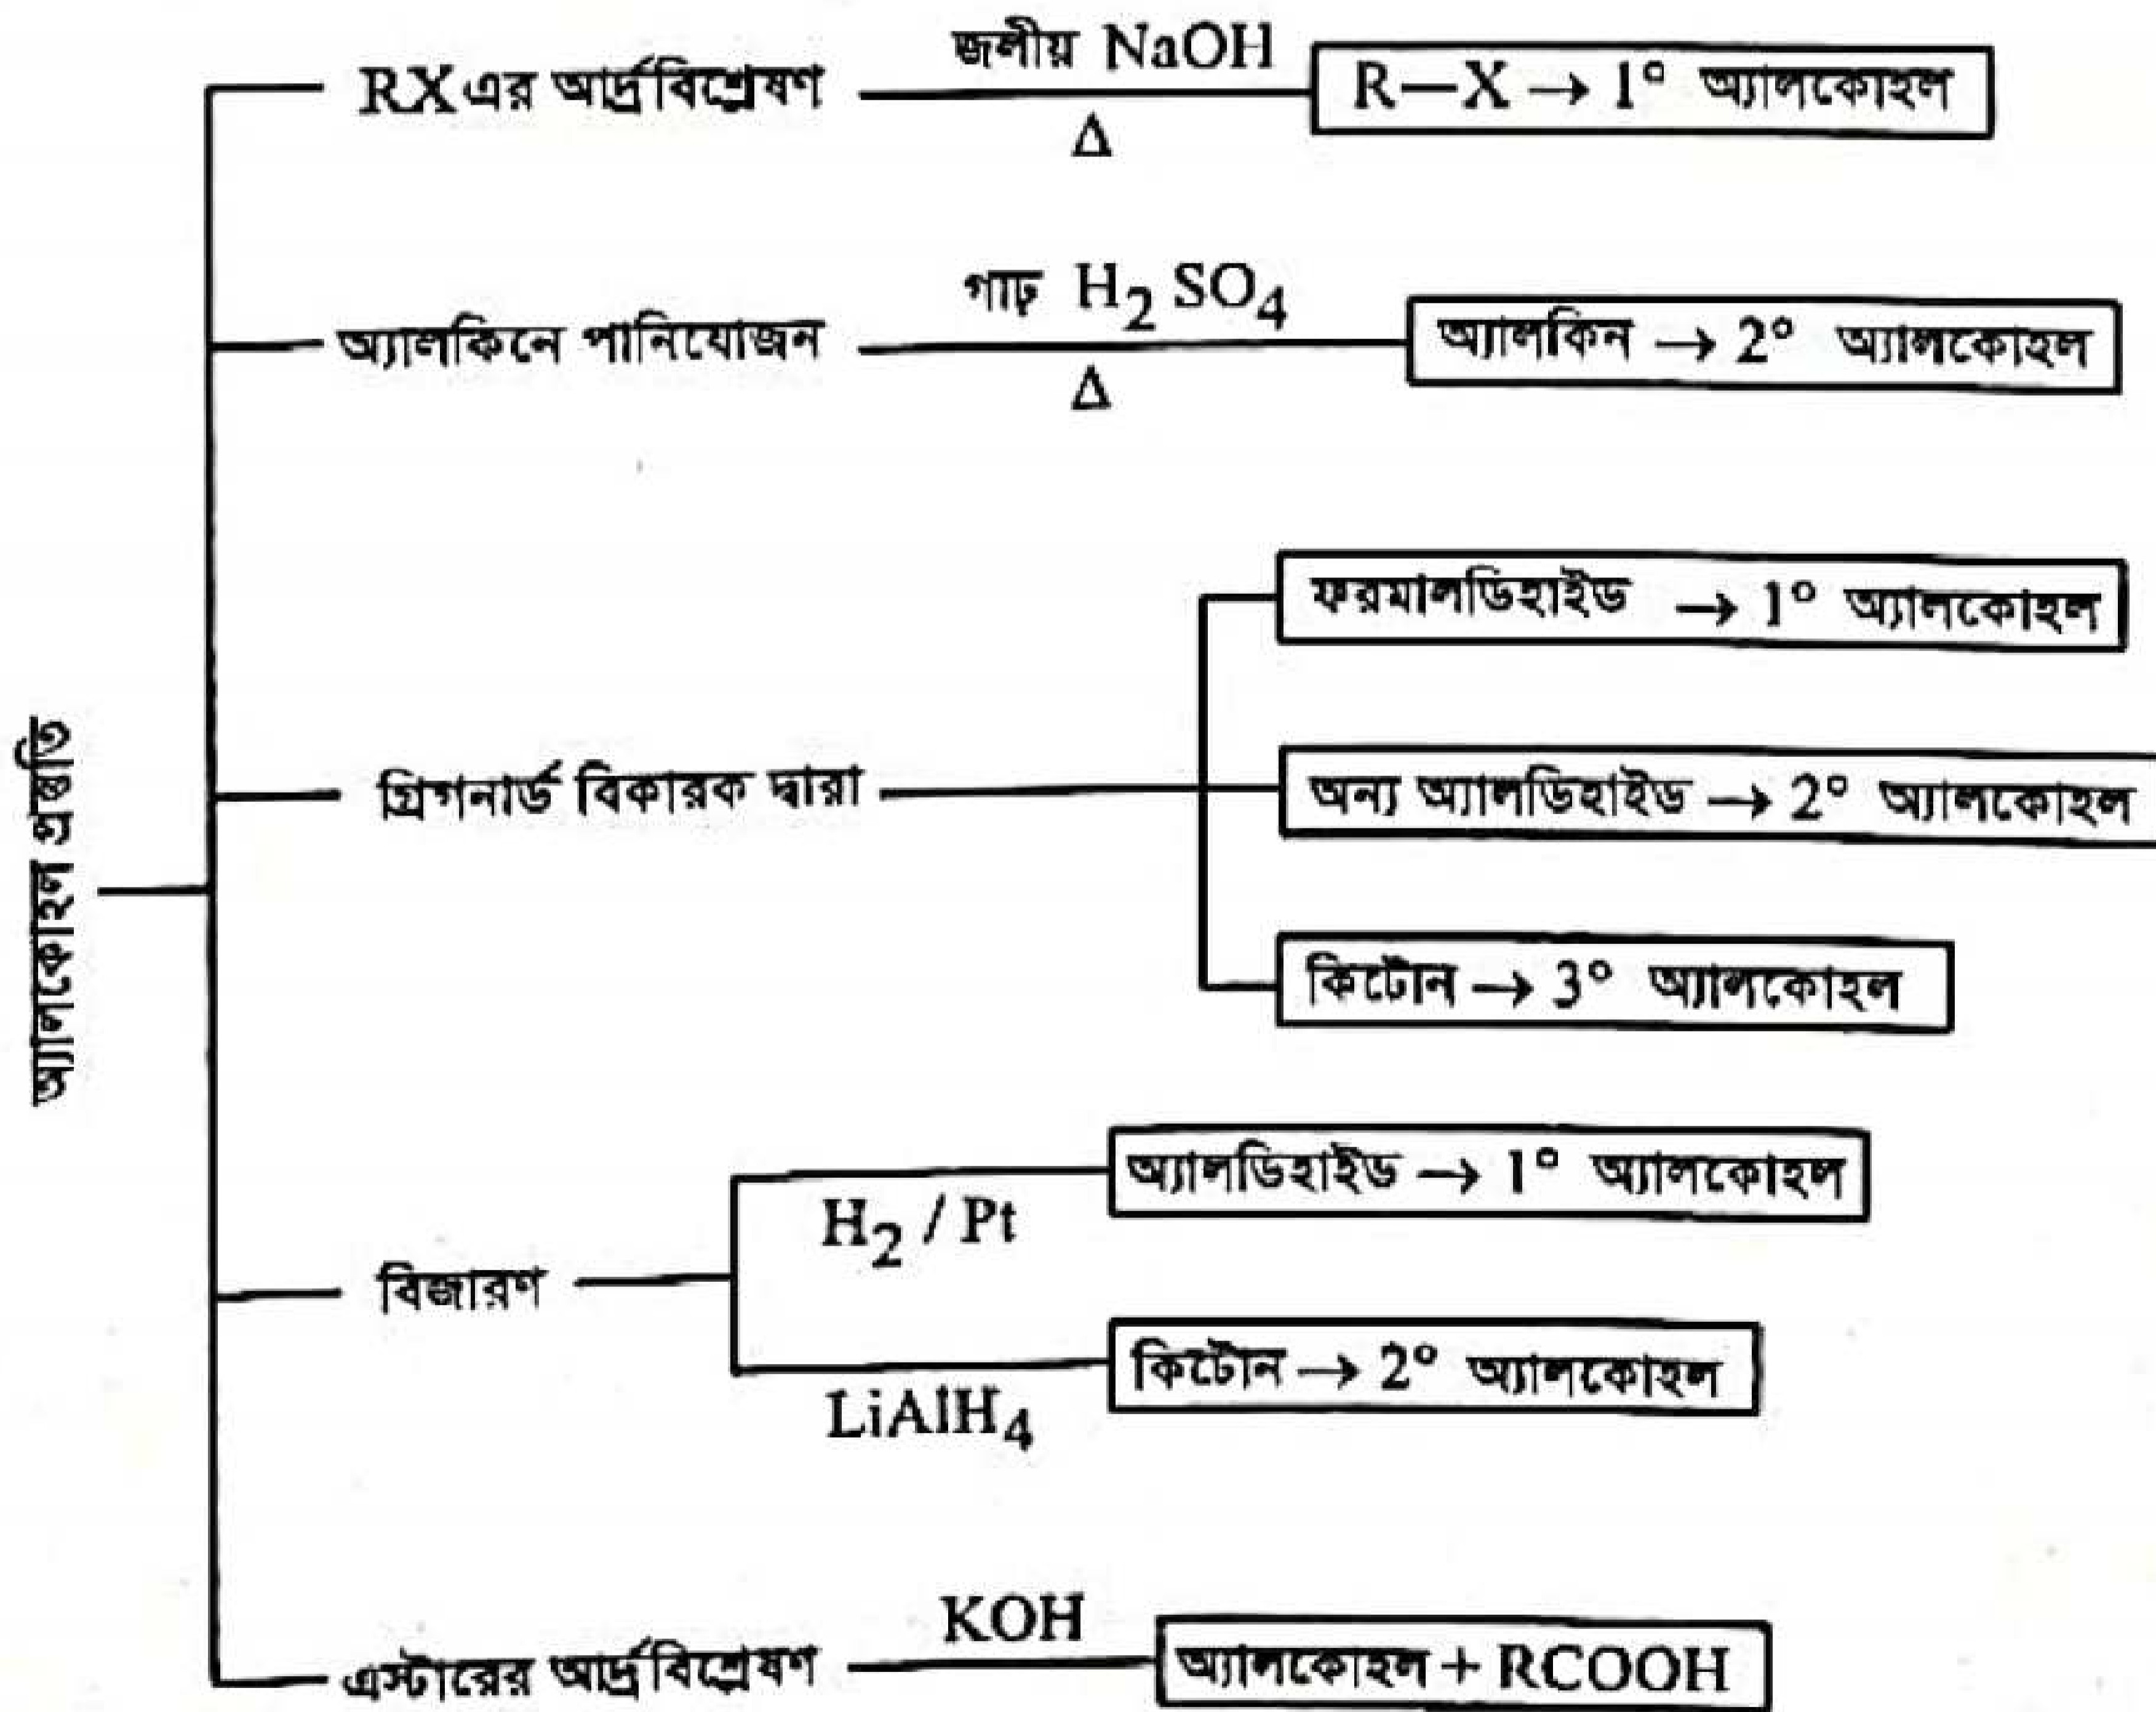 জলীয় NaOH
RX এর আর্দ্রবিশ্লেষণ
Δ
R—X → 1° অ্যালকোহল
গাঢ় H₂SO₄
অ্যালকিনে পানিযোজন
Δ
অ্যালকিন → 2° অ্যালকোহল
অ্যালকোহল প্রস্তুতি
গ্রিগনার্ড বিকারক দ্বারা
ফরমালডিহাইড → 1° অ্যালকোহল
অন্য অ্যালডিহাইড → 2° অ্যালকোহল
কিটোন → 3° অ্যালকোহল
বিজারণ
H₂ / Pt
অ্যালডিহাইড → 1° অ্যালকোহল
LiAlH₄
কিটোন → 2° অ্যালকোহল
এস্টারের আর্দ্রবিশ্লেষণ
KOH
অ্যালকোহল + RCOOH